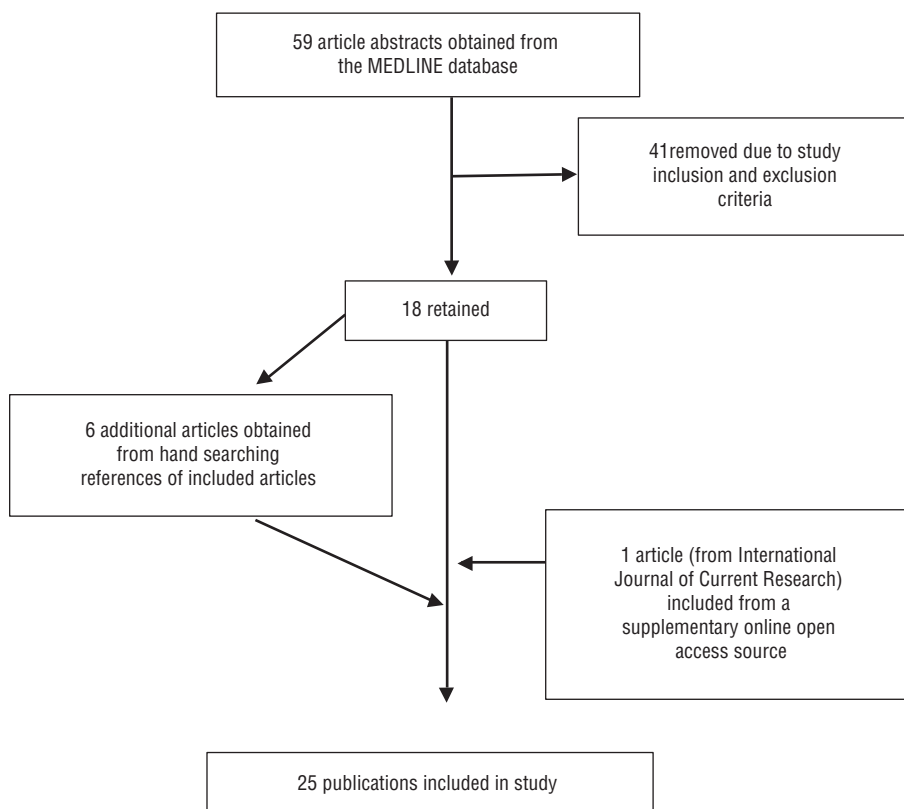 59 article abstracts obtained from
the MEDLINE database
41removed due to study
inclusion and exclusion
criteria
18 retained
6 additional articles obtained
from hand searching
references of included articles
1 article (from International
Journal of Current Research)
included from a
supplementary online open
access source
25 publications included in study